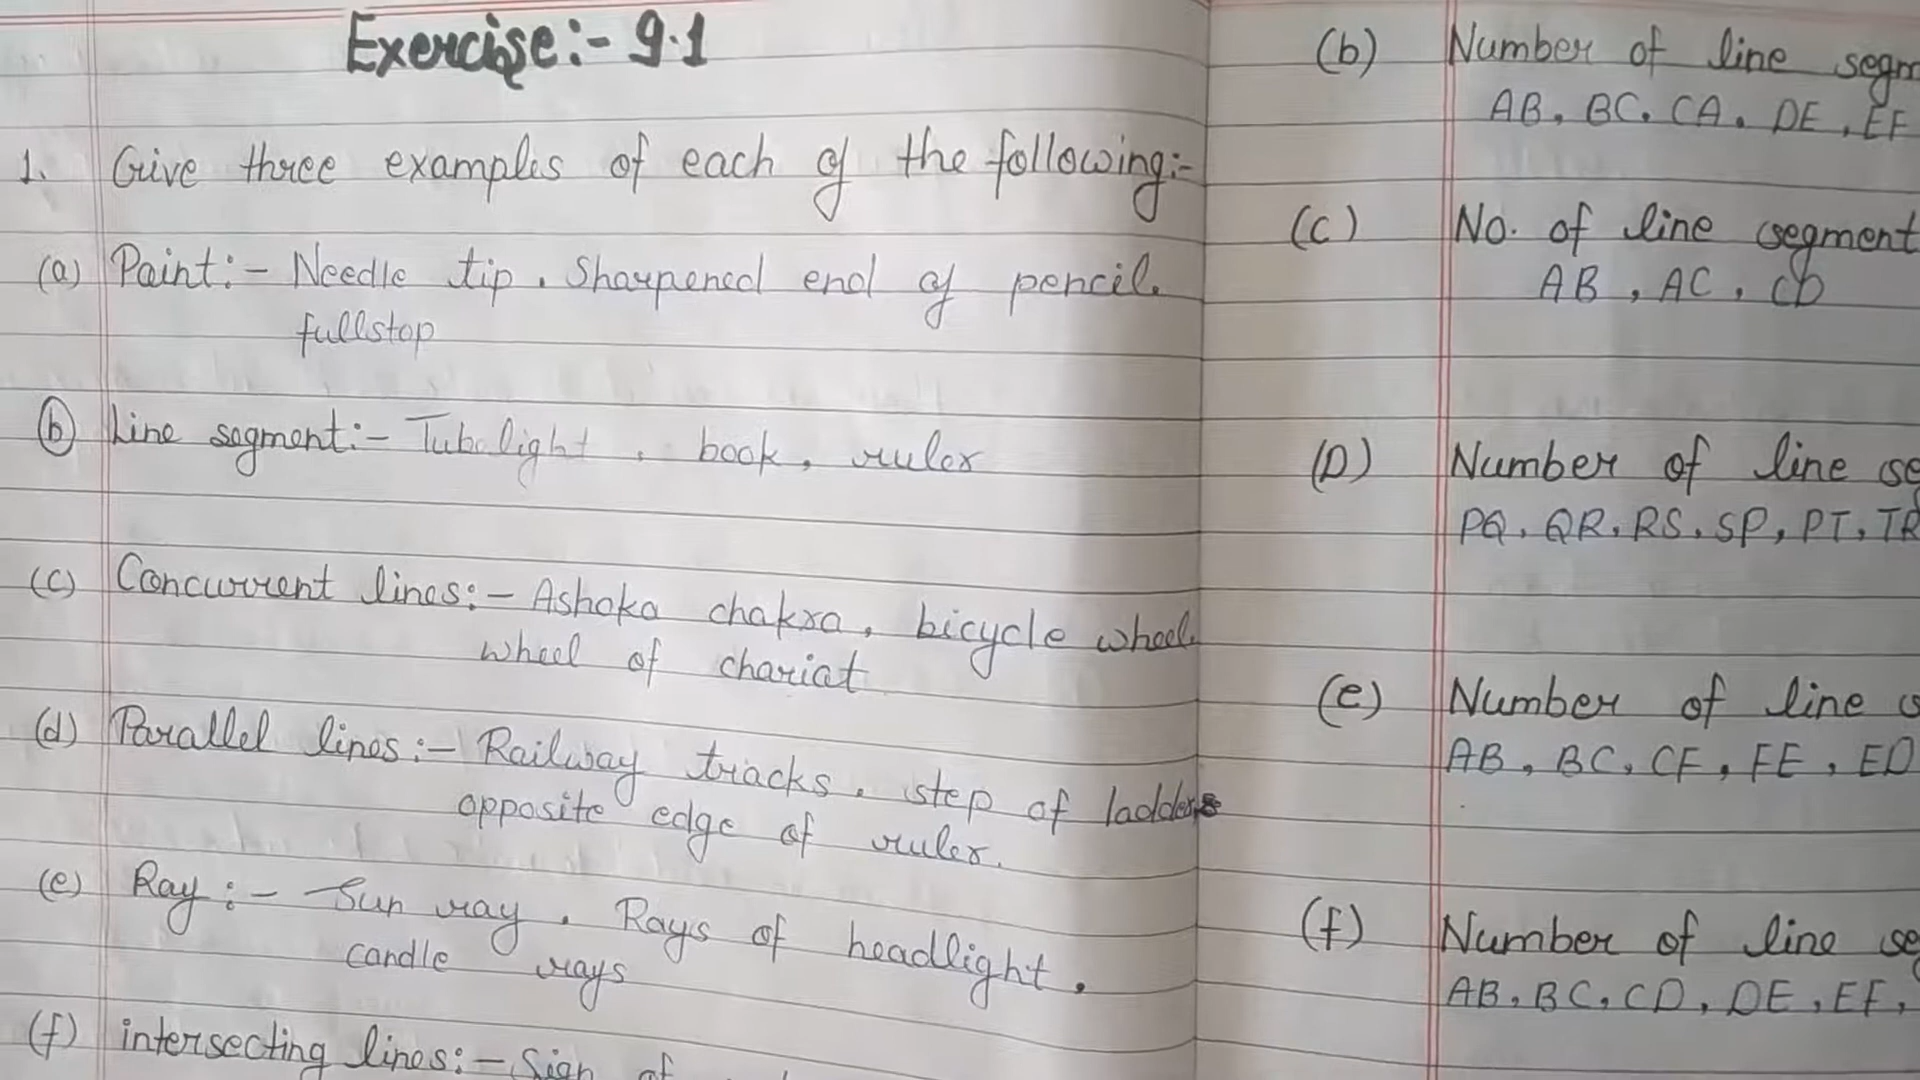 Exercise:- 9.1
1. Give three examples of each of the following:-
(a) Point:- Needle tip, Sharpened end of pencil,
fullstop
(b) Line segment:- Tubelight, book, ruler
(c) Concurrent lines:- Ashoka chakra, bicycle wheel,
wheel of chariot
(d) Parallel lines:- Railway tracks, step of ladders
opposite edge of ruler.
(e) Ray:- Sun ray, Rays of headlight,
candle rays
(f) intersecting lines:- Sign of
(b) Number of line segm
AB, BC, CA, DE, EF
(c) No. of line segment
AB, AC, CD
(D) Number of line se
PQ, QR, RS, SP, PT, TR
(e) Number of line s
AB, BC, CF, FE, ED
(f) Number of line se
AB, BC, CD, DE, EF,